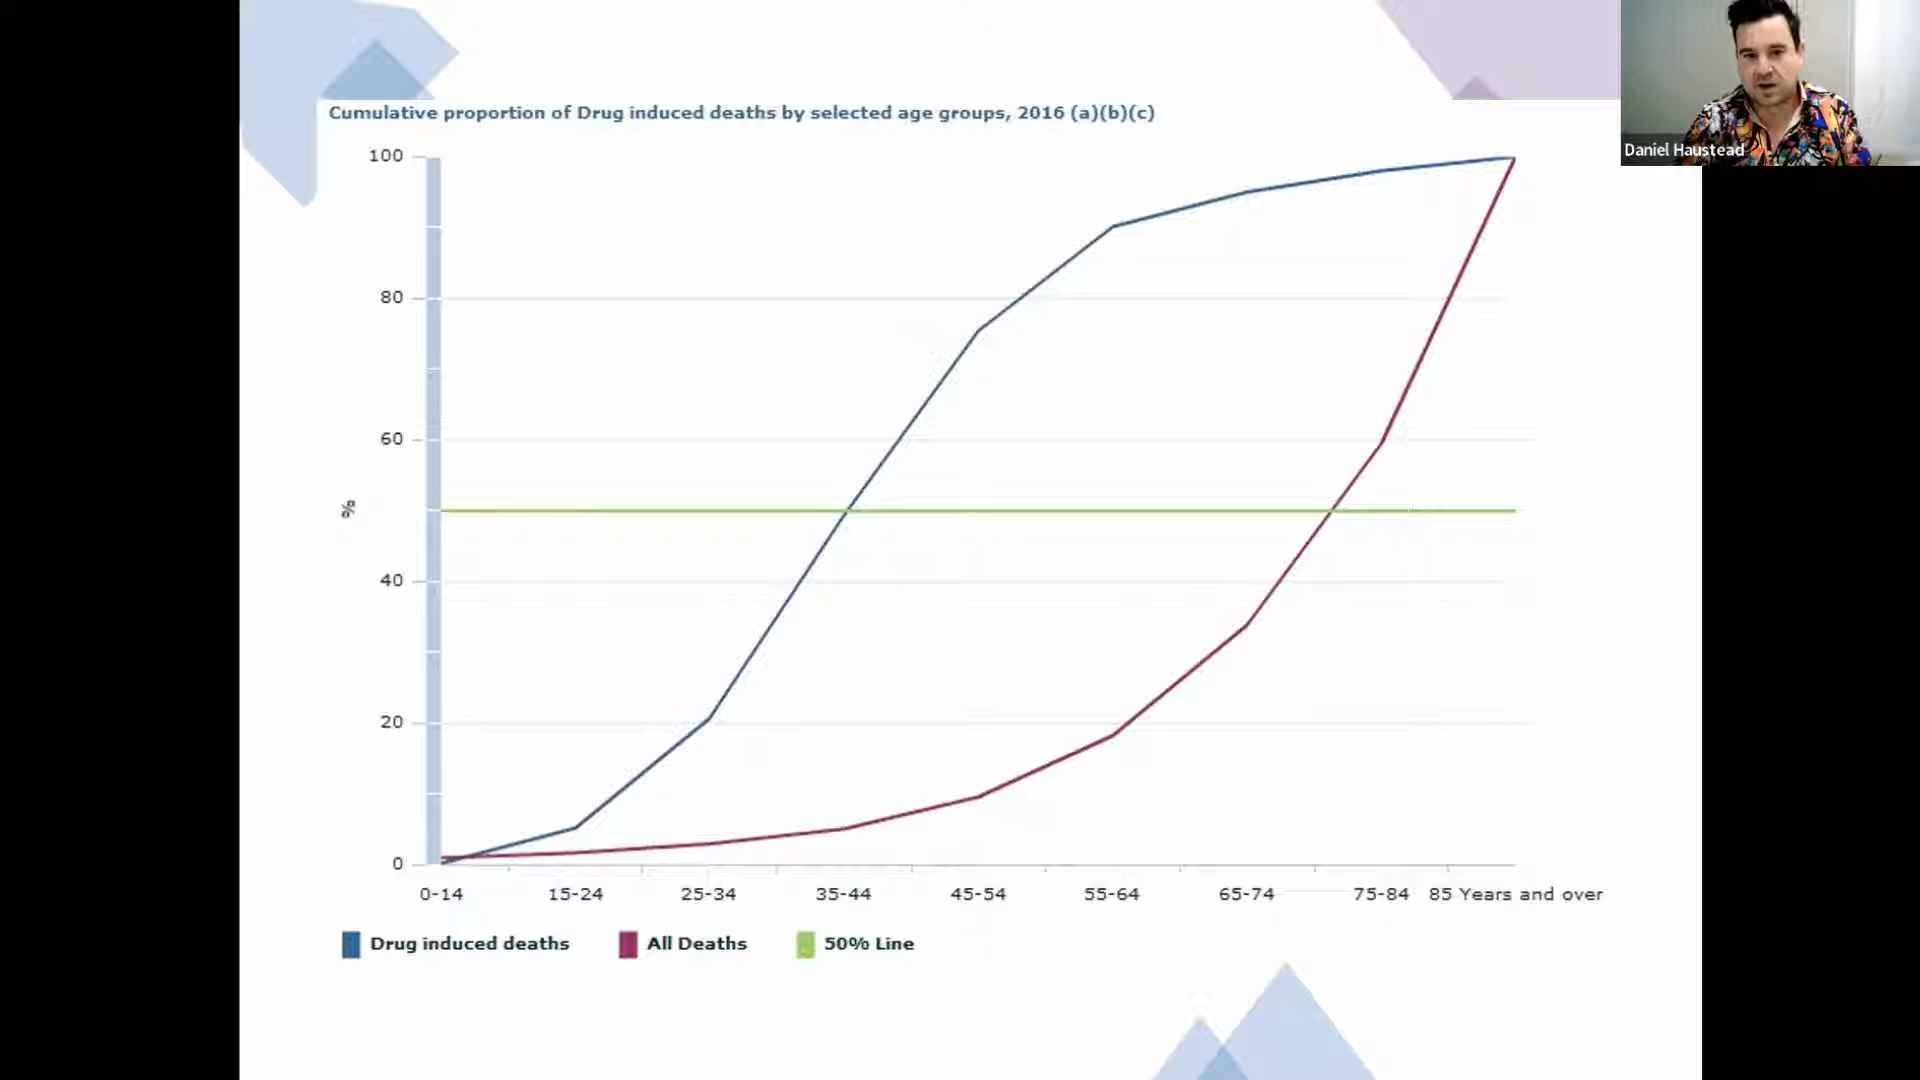 Cumulative proportion of Drug induced deaths by selected age groups, 2016 (a)(b)(c)
Daniel Haustead
100
80
60
%
40
20
0
0-14 15-24 25-34 35-44 45-54 55-64 65-74 75-84 85 Years and over
Drug induced deaths All Deaths 50% Line